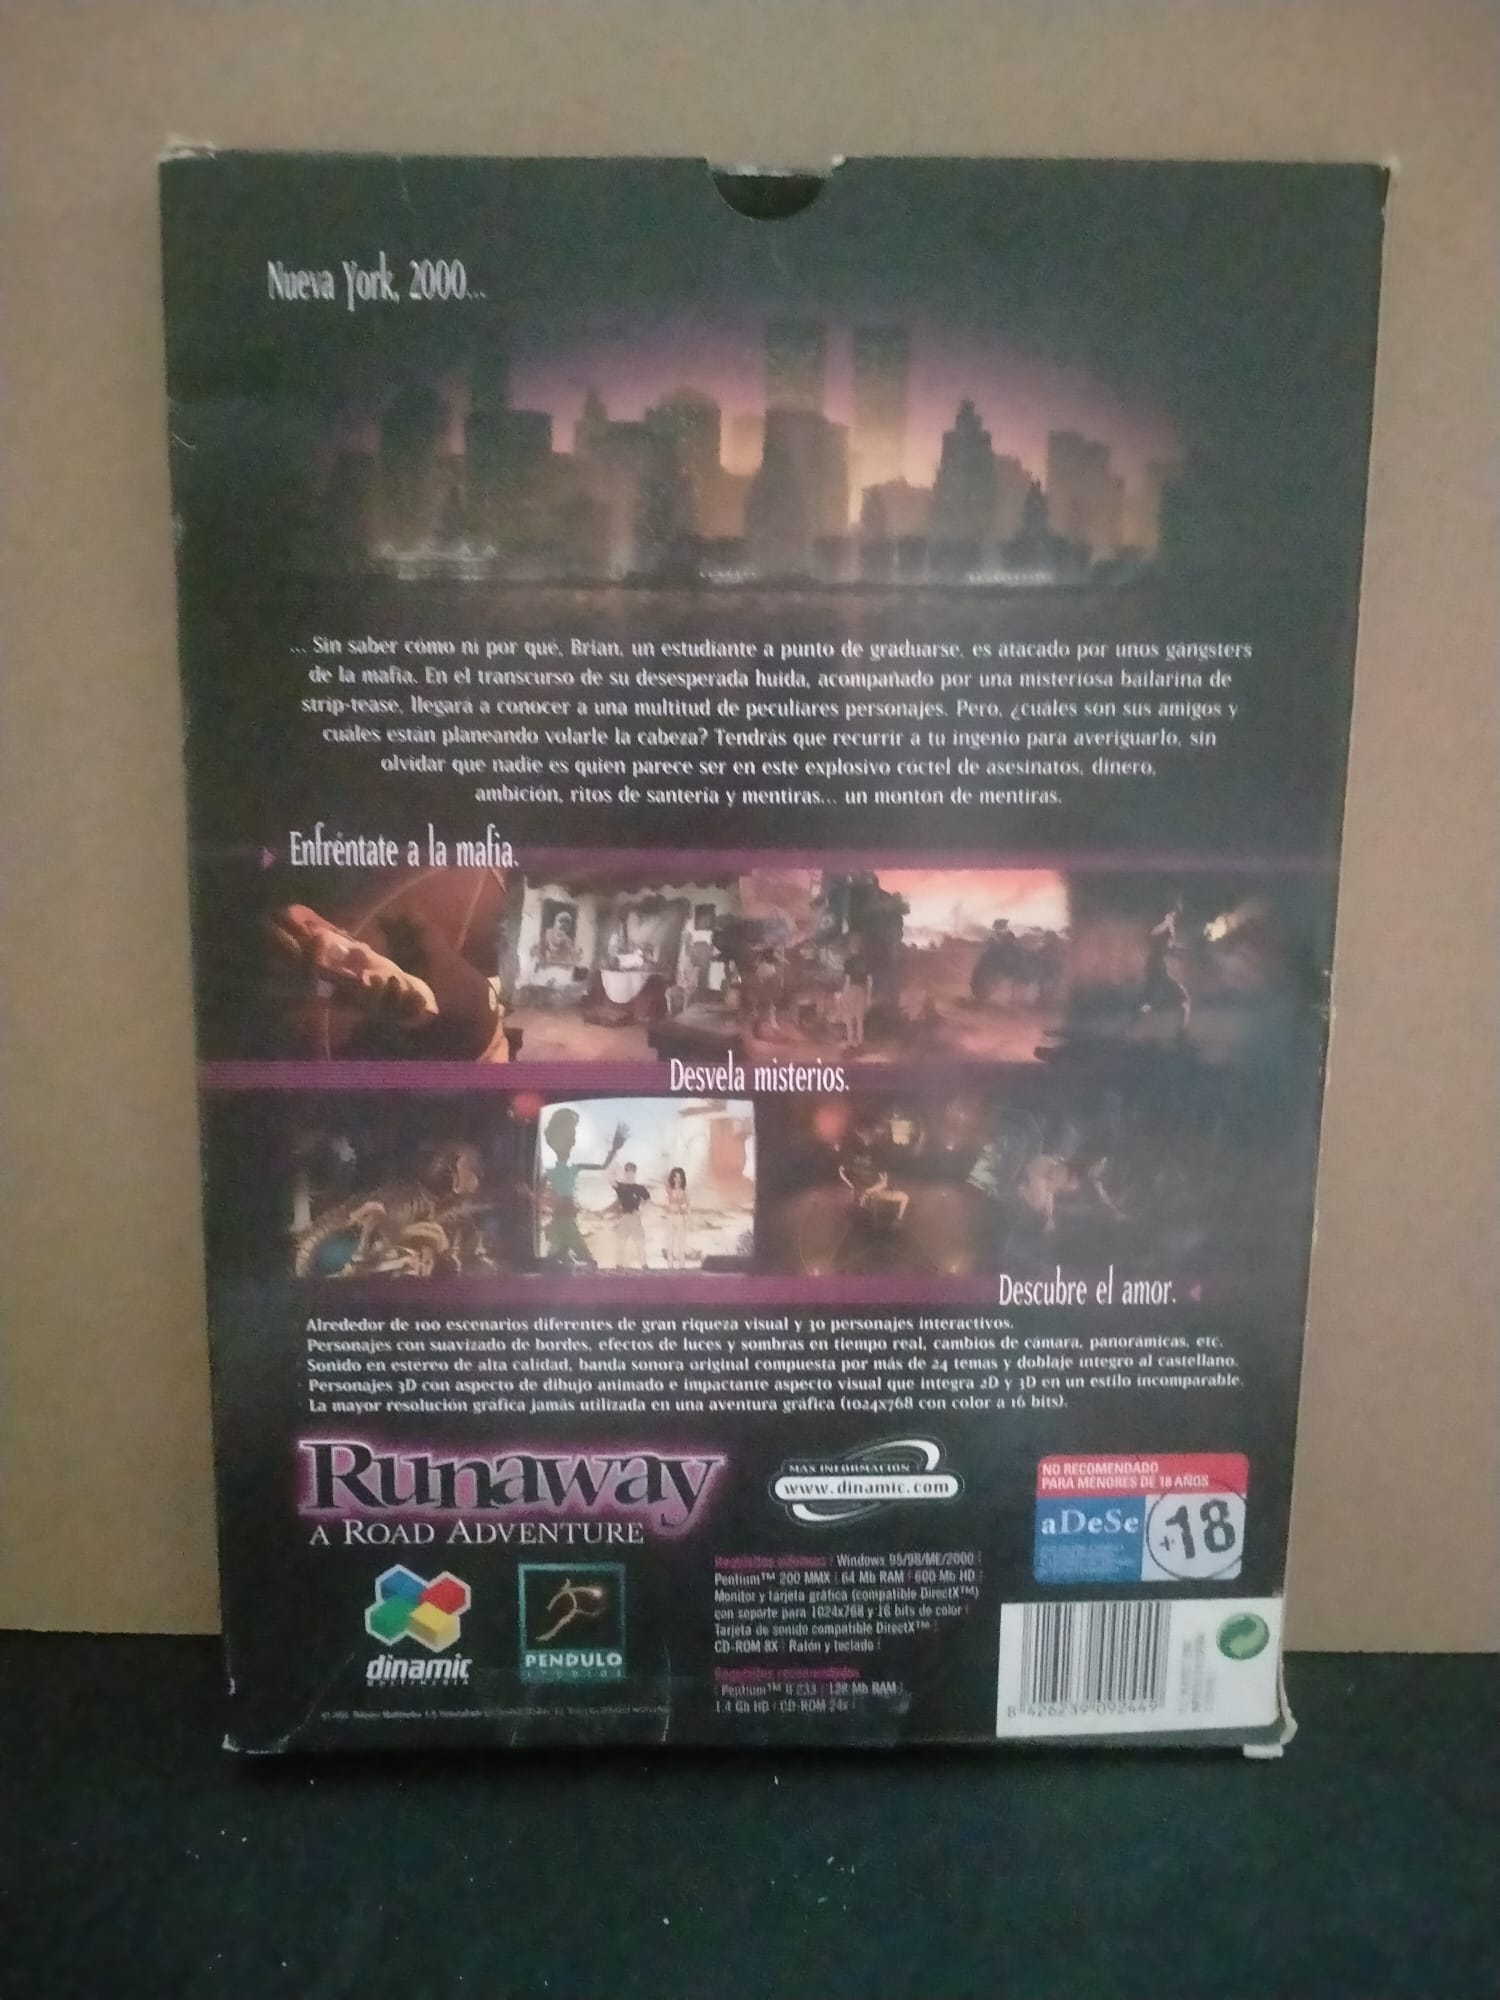 Nueva York, 2000...
... Sin saber cómo ni por qué, Brian, un estudiante a punto de graduarse, es atacado por unos gángsters
de la mafia. En el transcurso de su desesperada huida, acompañado por una misteriosa bailarina de
strip-tease, llegará a conocer a una multitud de peculiares personajes. Pero, ¿cuáles son sus amigos y
cuáles están planeando volarle la cabeza? Tendrás que recurrir a tu ingenio para averiguarlo, sin
olvidar que nadie es quien parece ser en este explosivo cóctel de asesinatos, dinero,
ambición, ritos de santería y mentiras... un montón de mentiras.
Enfréntate a la mafia.
Desvela misterios.
Descubre el amor.
Alrededor de 100 escenarios diferentes de gran riqueza visual y 30 personajes interactivos.
Personajes con suavizado de bordes, efectos de luces y sombras en tiempo real, cambios de cámara, panorámicas, etc.
Sonido en estéreo de alta calidad, banda sonora original compuesta por más de 24 temas y doblaje íntegro al castellano.
Personajes 3D con aspecto de dibujo animado e impactante aspecto visual que integra 2D y 3D en un estilo incomparable.
La mayor resolución gráfica jamás utilizada en una aventura gráfica (1024x768 con color a 16 bits).
Runaway
A ROAD ADVENTURE
MAS INFORMACION
www.dinamic.com
NO RECOMENDADO
PARA MENORES DE 18 AÑOS
aDeSe
+18
dinamic
MULTIMEDIA
PENDULO
STUDIOS
Requisitos mínimos: Windows 95/98/ME/2000
Pentium™ 200 MMX 64 Mb RAM 600 Mb HD
Monitor y tarjeta gráfica (compatible DirectX™)
con soporte para 1024x768 y 16 bits de color
Tarjeta de sonido compatible DirectX™
CD-ROM 8X Ratón y teclado
Requisitos recomendados
Pentium™ II 233 128 Mb RAM
1.4 Gb HD CD-ROM 24x
8 426239 092449